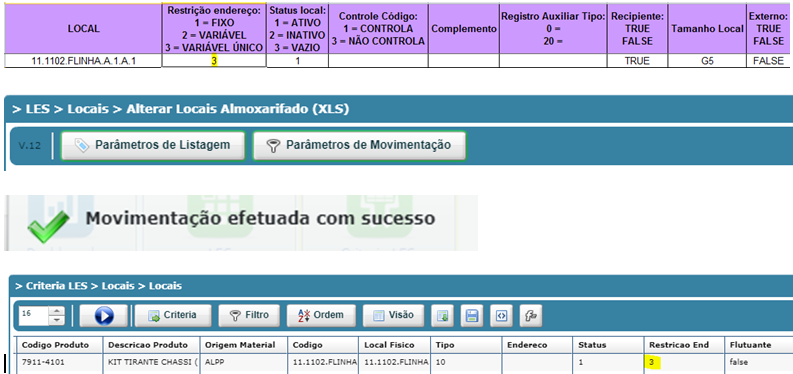 LOCAL
Restrição endereço:
1 = FIXO
2 = VARIÁVEL
3 = VARIÁVEL ÚNICO
Status local:
1 = ATIVO
2 = INATIVO
3 = VAZIO
Controle Código:
1 = CONTROLA
3 = NÃO CONTROLA
Complemento
Registro Auxiliar Tipo:
0 =
20 =
Recipiente:
TRUE
FALSE
Tamanho Local
Externo:
TRUE
FALSE
11.1102.FLINHA.A.1.A.1 3 1 TRUE G5 FALSE
> LES > Locais > Alterar Locais Almoxarifado (XLS)
V.12 Parâmetros de Listagem Parâmetros de Movimentação
Movimentação efetuada com sucesso
> Criteria LES > Locais > Locais
16 Criteria Filtro Ordem Visão
Codigo Produto Descricao Produto Origem Material Codigo Local Fisico Tipo Endereco Status Restricao End Flutuante
7911-4101 KIT TIRANTE CHASSI ( ALPP 11.1102.FLINHA 11.1102.FLINHA 10 1 3 false